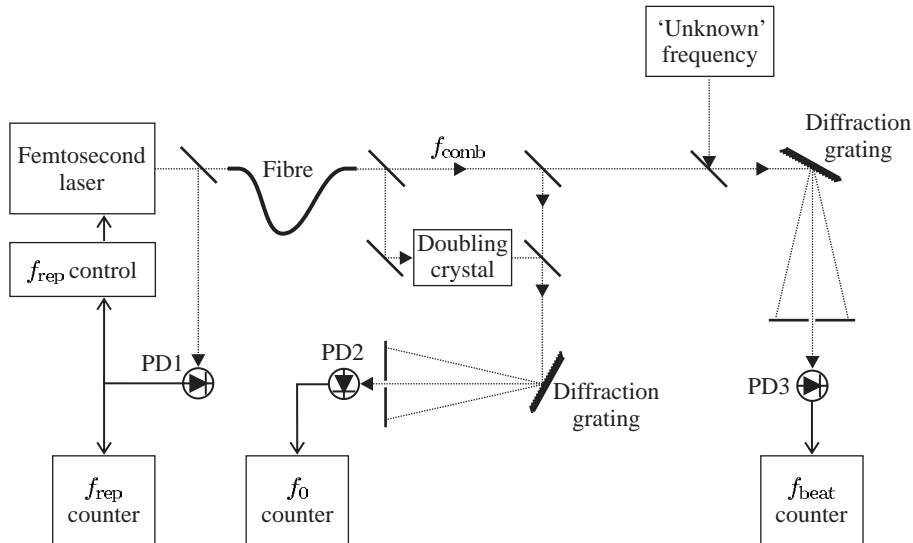 ‘Unknown’
frequency
Diffraction
grating
Femtosecond
laser
Fibre
f_comb
f_rep control
Doubling
crystal
PD1
PD2
Diffraction
grating
PD3
f_rep
counter
f_0
counter
f_beat
counter